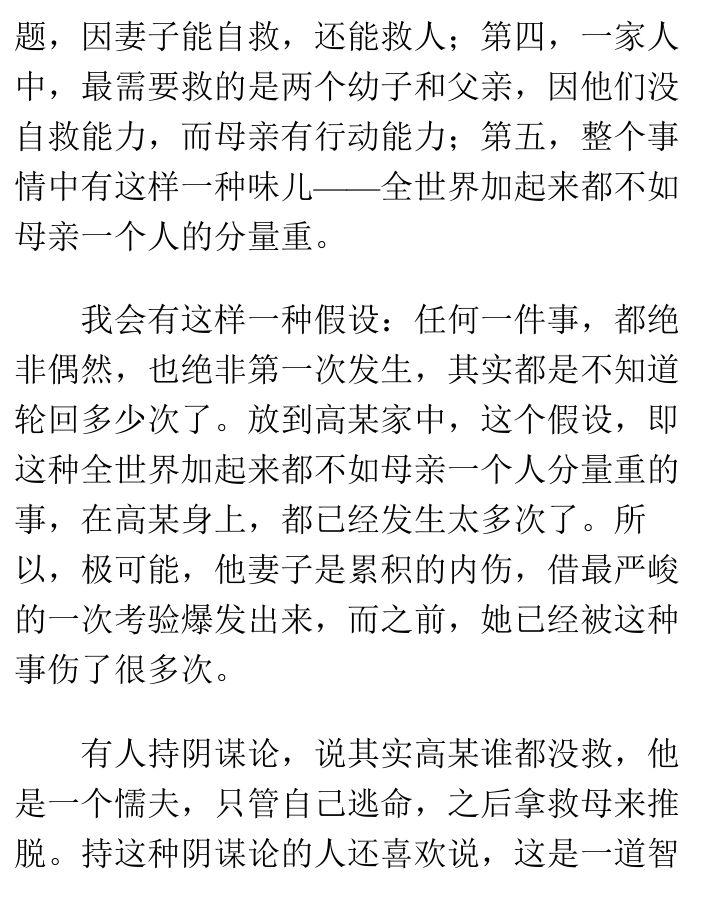 题，因妻子能自救，还能救人；第四，一家人
中，最需要救的是两个幼子和父亲，因他们没
自救能力，而母亲有行动能力；第五，整个事
情中有这样一种味儿——全世界加起来都不如
母亲一个人的分量重。
我会有这样一种假设：任何一件事，都绝
非偶然，也绝非第一次发生，其实都是不知道
轮回多少次了。放到高某家中，这个假设，即
这种全世界加起来都不如母亲一个人分量重的
事，在高某身上，都已经发生太多次了。所
以，极可能，他妻子是累积的内伤，借最严峻
的一次考验爆发出来，而之前，她已经被这种
事伤了很多次。
有人持阴谋论，说其实高某谁都没救，他
是一个懦夫，只管自己逃命，之后拿救母来推
脱。持这种阴谋论的人还喜欢说，这是一道智